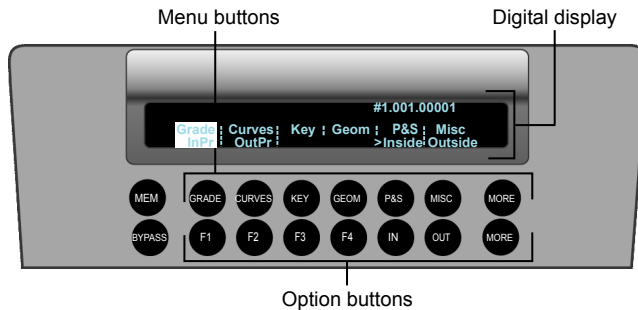 Menu buttons Digital display
#1.001.00001
Grade Curves Key Geom P&S Misc
InPr OutPr >Inside Outside
MEM GRADE CURVES KEY GEOM P&S MISC MORE
BYPASS F1 F2 F3 F4 IN OUT MORE
Option buttons